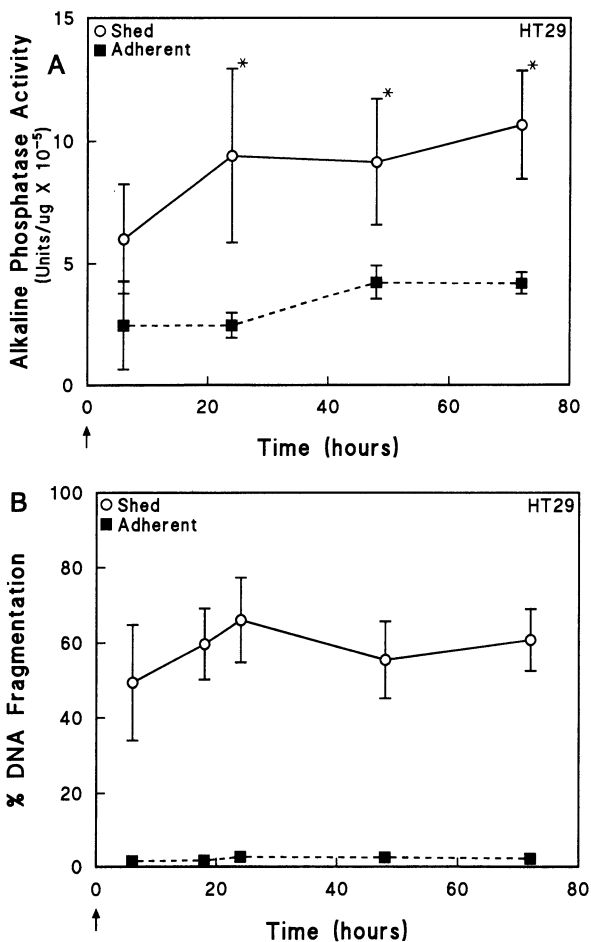 A
Alkaline Phosphatase Activity
(Units/ug X 10⁻⁵)
○ Shed
■ Adherent
HT29
15
10
5
0
*
*
*
0 20 40 60 80
↑
Time (hours)
B
% DNA Fragmentation
○ Shed
■ Adherent
HT29
100
80
60
40
20
0
0 20 40 60 80
↑
Time (hours)